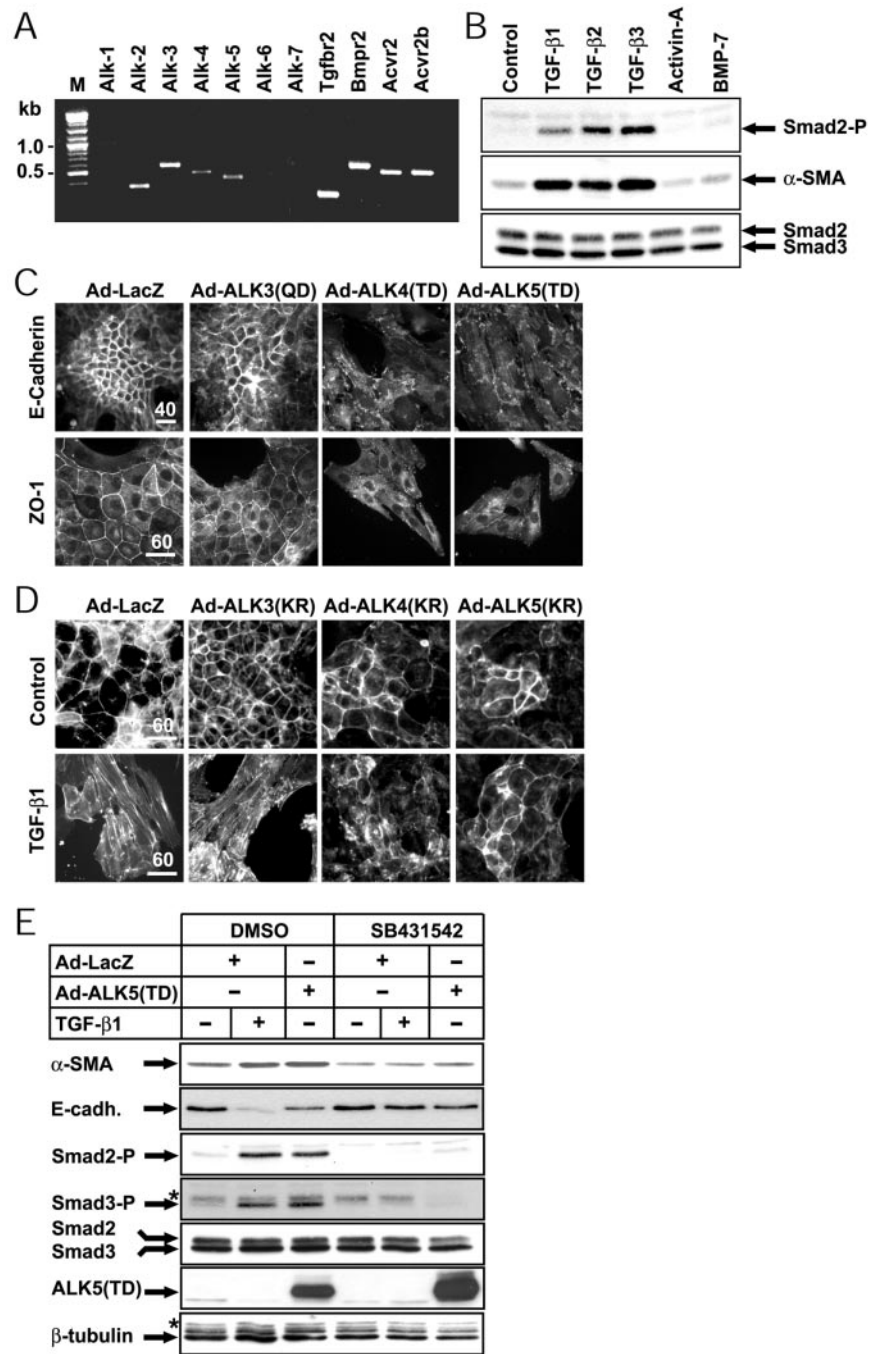 A
M
Alk-1
Alk-2
Alk-3
Alk-4
Alk-5
Alk-6
Alk-7
Tgfbr2
Bmpr2
Acvr2
Acvr2b
kb
1.0 -
0.5 -
B
Control
TGF-β1
TGF-β2
TGF-β3
Activin-A
BMP-7
Smad2-P
α-SMA
Smad2
Smad3
C
Ad-LacZ Ad-ALK3(QD) Ad-ALK4(TD) Ad-ALK5(TD)
E-Cadherin
40
ZO-1
60
D
Ad-LacZ Ad-ALK3(KR) Ad-ALK4(KR) Ad-ALK5(KR)
Control
60
TGF-β1
60
E
DMSO SB431542
Ad-LacZ + – + –
Ad-ALK5(TD) – + – +
TGF-β1 – + – – + –
α-SMA
E-cadh.
Smad2-P
*
Smad3-P
Smad2
Smad3
ALK5(TD)
*
β-tubulin